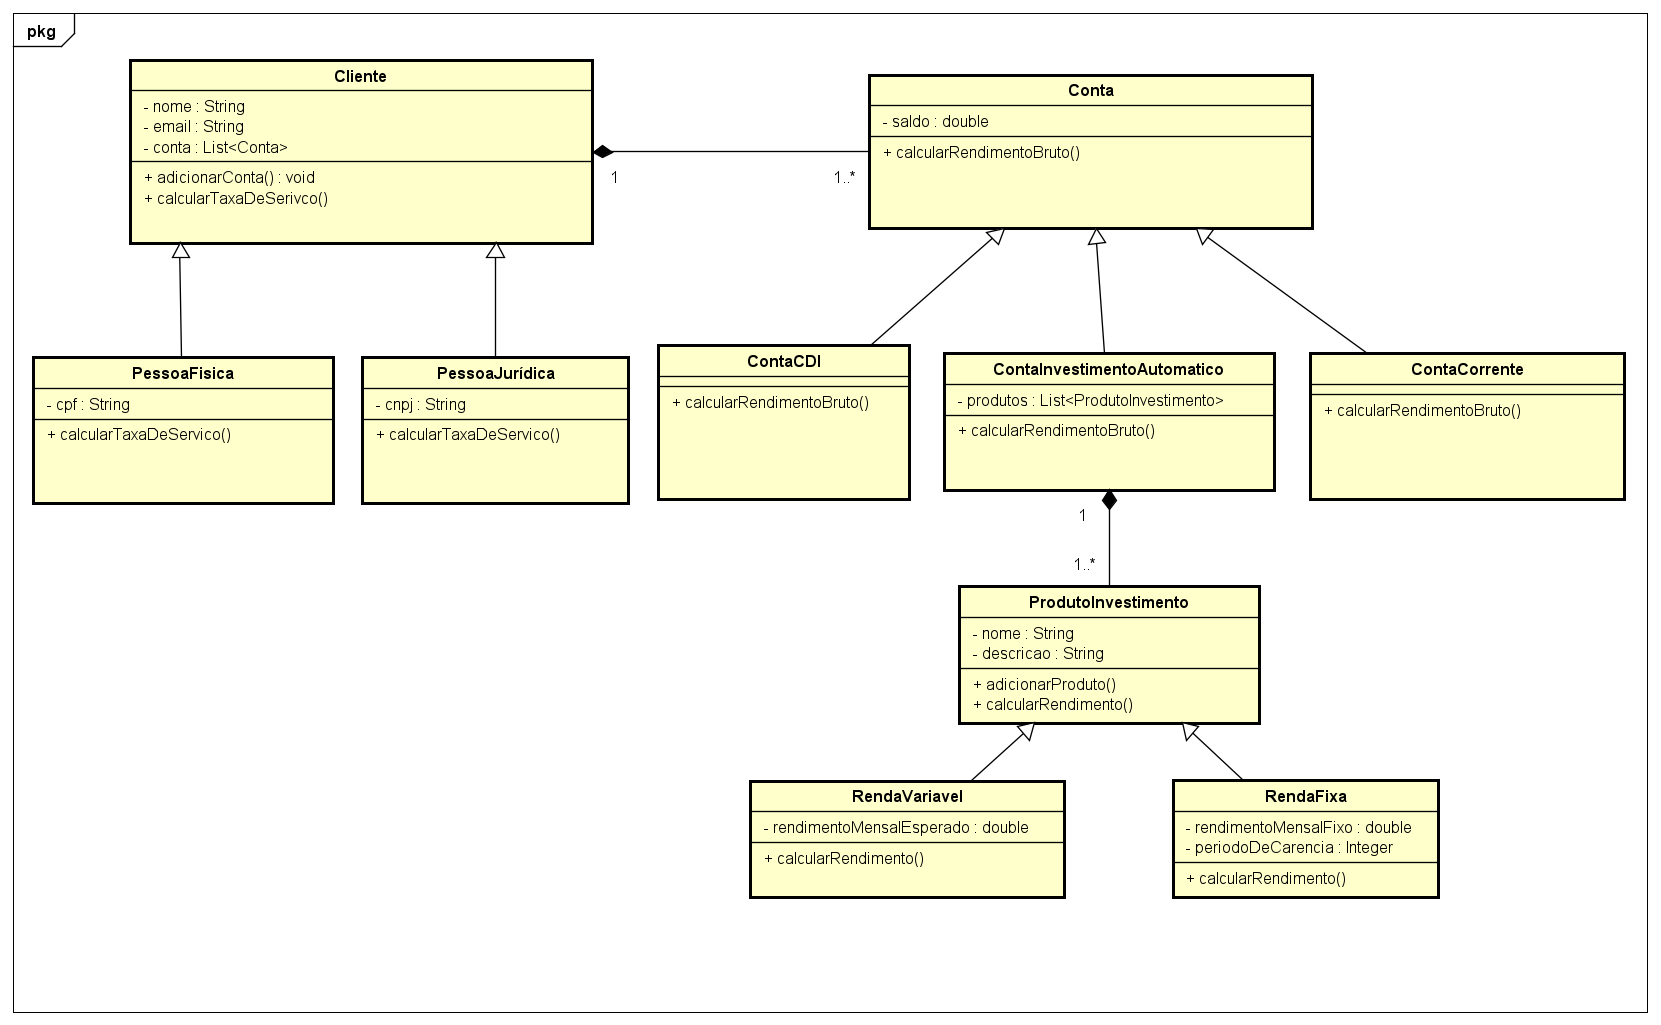 pkg
Cliente
- nome : String
- email : String
- conta : List<Conta>
+ adicionarConta() : void
+ calcularTaxaDeSerivco()
1
1..*
Conta
- saldo : double
+ calcularRendimentoBruto()
PessoaFisica
- cpf : String
+ calcularTaxaDeServico()
PessoaJurídica
- cnpj : String
+ calcularTaxaDeServico()
ContaCDI
+ calcularRendimentoBruto()
ContaInvestimentoAutomatico
- produtos : List<ProdutoInvestimento>
+ calcularRendimentoBruto()
ContaCorrente
+ calcularRendimentoBruto()
1
1..*
ProdutoInvestimento
- nome : String
- descricao : String
+ adicionarProduto()
+ calcularRendimento()
RendaVariavel
- rendimentoMensalEsperado : double
+ calcularRendimento()
RendaFixa
- rendimentoMensalFixo : double
- periodoDeCarencia : Integer
+ calcularRendimento()